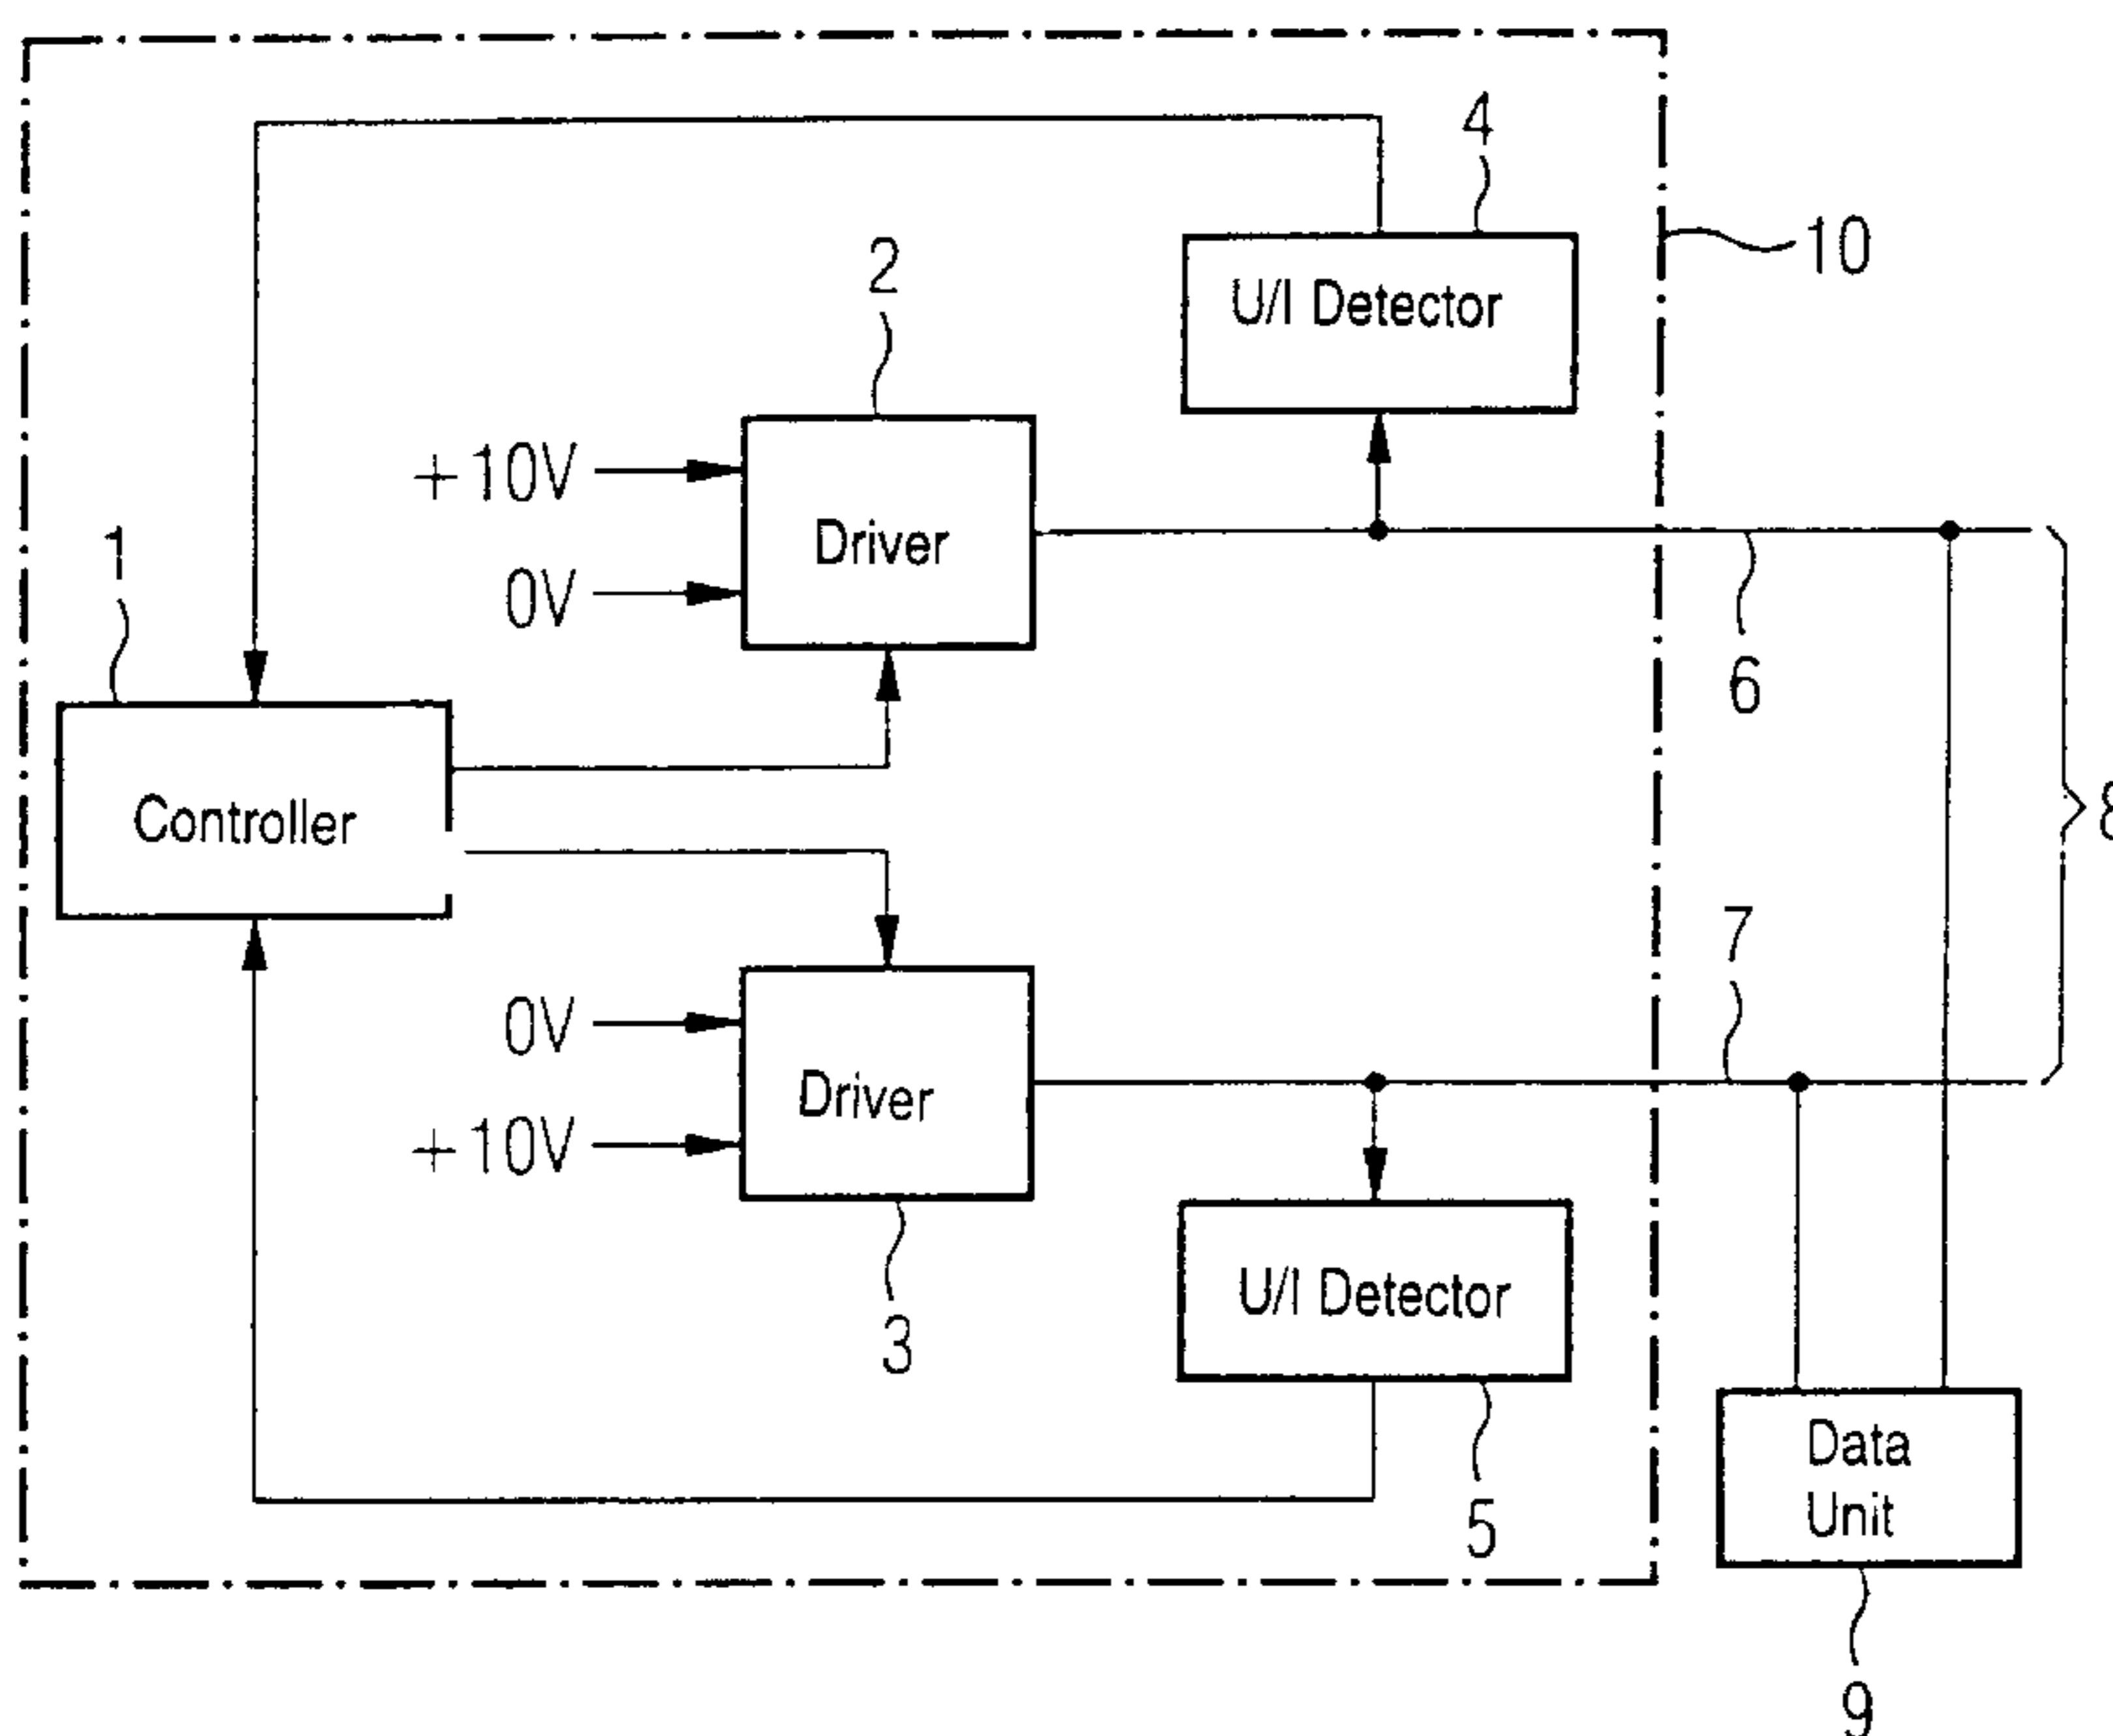 4
10
2
U/I Detector
+10V
Driver
0V
1
6
Controller
8
7
0V
Driver
+10V
U/I Detector
3
Data
Unit
5
9